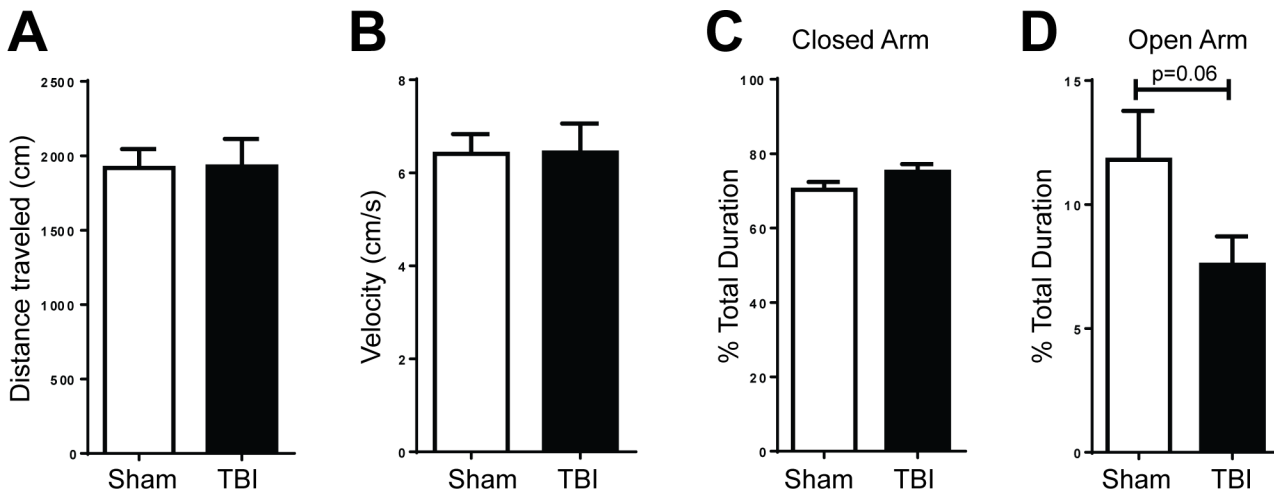 A
Distance traveled (cm)
2500
2000
1500
1000
500
0
Sham TBI
B
Velocity (cm/s)
8
6
4
2
0
Sham TBI
C
Closed Arm
% Total Duration
100
80
60
40
20
0
Sham TBI
D
Open Arm
p=0.06
% Total Duration
15
10
5
0
Sham TBI